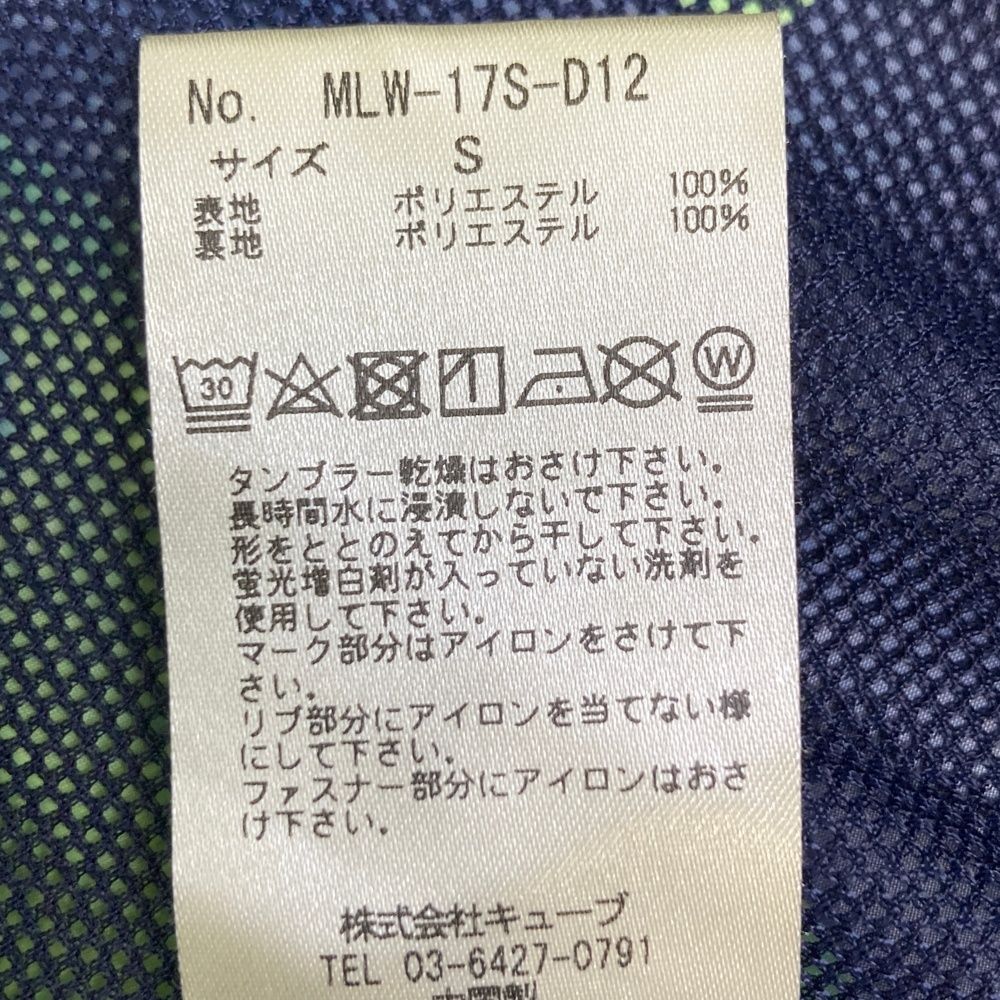 No. MLW-17S-D12
サイズ S
表地 ポリエステル 100%
裏地 ポリエステル 100%
30
W
タンブラー乾燥はおさけ下さい。
長時間水に浸漬しないで下さい。
形をととのえてから干して下さい。
蛍光増白剤が入っていない洗剤を
使用して下さい。
マーク部分はアイロンをさけて下
さい。
リブ部分にアイロンを当てない様
にして下さい。
ファスナー部分にアイロンはおさ
け下さい。
株式会社キューブ
TEL 03-6427-0791